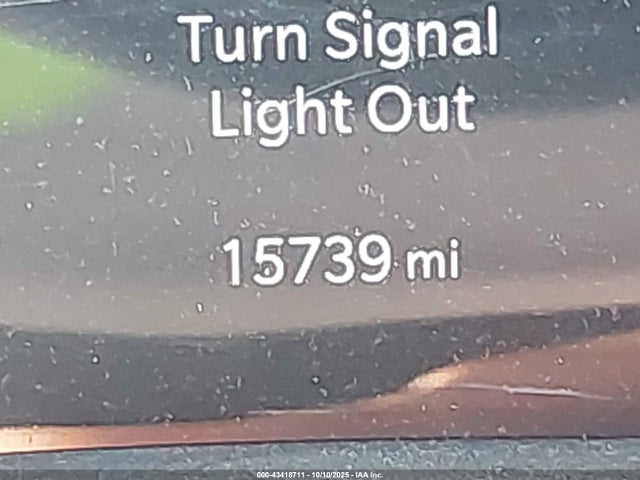 Turn Signal
Light Out
15739 mi
000-43418711 - 10/10/2025 - IAA Inc.